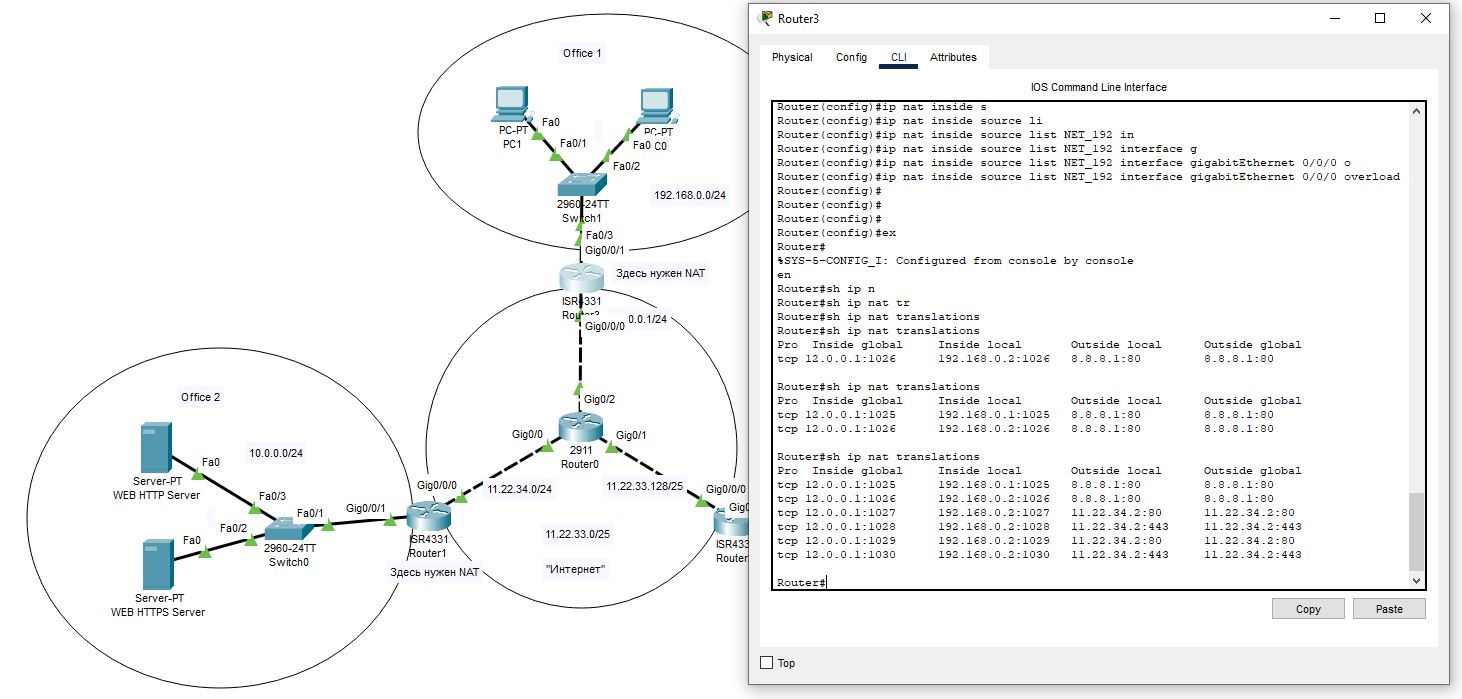 Office 1
PC-PT
PC1
Fa0
Fa0/1
PC-PT
C0
Fa0
Fa0/2
2960-24TT
Switch1
192.168.0.0/24
Fa0/3
Gig0/0/1
Здесь нужен NAT
ISR4331
Router3
Gig0/0/0
0.0.1/24
Gig0/2
Gig0/0
Gig0/1
2911
Router0
11.22.34.0/24
11.22.33.128/25
11.22.33.0/25
"Интернет"
Gig0/0/0
Gig0
ISR433
Router
Office 2
10.0.0.0/24
Server-PT
WEB HTTP Server
Fa0
Fa0/3
Fa0/1
Gig0/0/1
Gig0/0/0
Fa0/2
Fa0
2960-24TT
Switch0
ISR4331
Router1
Здесь нужен NAT
Server-PT
WEB HTTPS Server
Router3
Physical Config CLI Attributes
IOS Command Line Interface
Router(config)#ip nat inside s
Router(config)#ip nat inside source li
Router(config)#ip nat inside source list NET_192 in
Router(config)#ip nat inside source list NET_192 interface g
Router(config)#ip nat inside source list NET_192 interface gigabitEthernet 0/0/0 o
Router(config)#ip nat inside source list NET_192 interface gigabitEthernet 0/0/0 overload
Router(config)#
Router(config)#
Router(config)#
Router(config)#ex
Router#
%SYS-5-CONFIG_I: Configured from console by console
en
Router#sh ip n
Router#sh ip nat tr
Router#sh ip nat translations
Router#sh ip nat translations
Pro Inside global Inside local Outside local Outside global
tcp 12.0.0.1:1026 192.168.0.2:1026 8.8.8.1:80 8.8.8.1:80
Router#sh ip nat translations
Pro Inside global Inside local Outside local Outside global
tcp 12.0.0.1:1025 192.168.0.1:1025 8.8.8.1:80 8.8.8.1:80
tcp 12.0.0.1:1026 192.168.0.2:1026 8.8.8.1:80 8.8.8.1:80
Router#sh ip nat translations
Pro Inside global Inside local Outside local Outside global
tcp 12.0.0.1:1025 192.168.0.1:1025 8.8.8.1:80 8.8.8.1:80
tcp 12.0.0.1:1026 192.168.0.2:1026 8.8.8.1:80 8.8.8.1:80
tcp 12.0.0.1:1027 192.168.0.2:1027 11.22.34.2:80 11.22.34.2:80
tcp 12.0.0.1:1028 192.168.0.2:1028 11.22.34.2:443 11.22.34.2:443
tcp 12.0.0.1:1029 192.168.0.2:1029 11.22.34.2:80 11.22.34.2:80
tcp 12.0.0.1:1030 192.168.0.2:1030 11.22.34.2:443 11.22.34.2:443
Router#
Copy Paste
Top